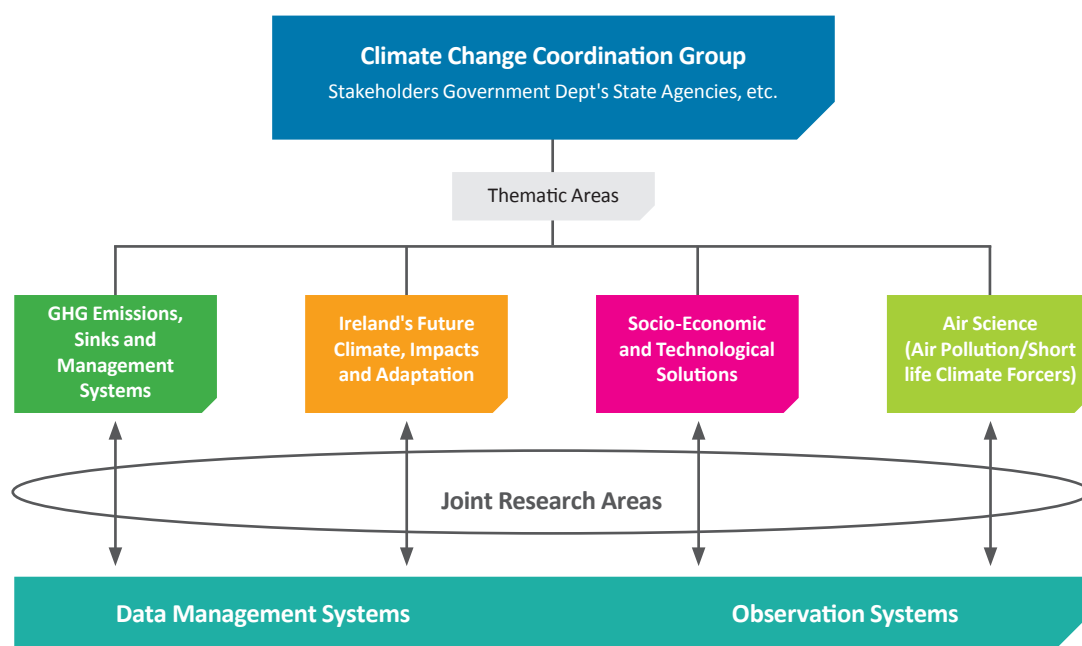 Climate Change Coordination Group
Stakeholders Government Dept's State Agencies, etc.
Thematic Areas
GHG Emissions,
Sinks and
Management
Systems
Ireland's Future
Climate, Impacts
and Adaptation
Socio-Economic
and Technological
Solutions
Air Science
(Air Pollution/Short
life Climate Forcers)
Joint Research Areas
Data Management Systems
Observation Systems